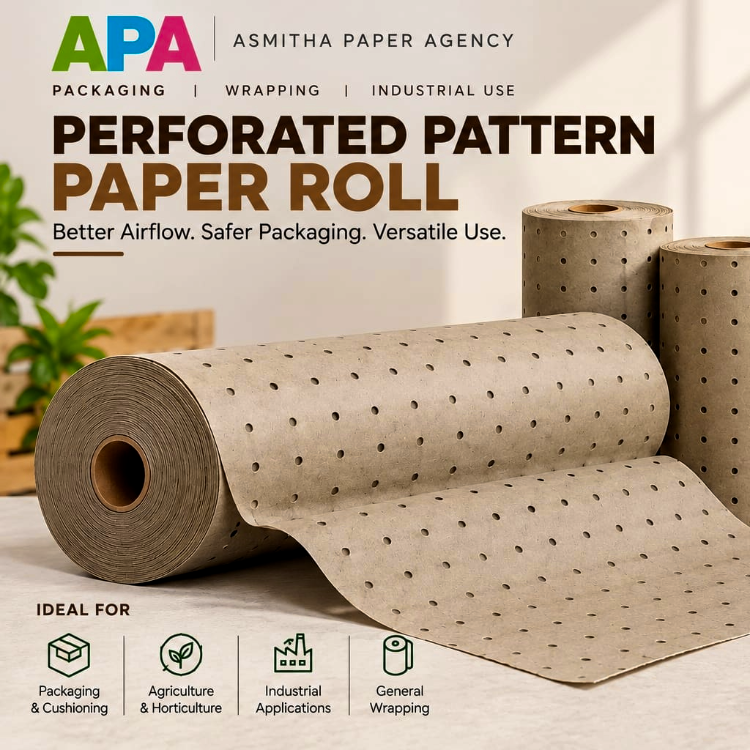 APA | ASMITHA PAPER AGENCY
PACKAGING | WRAPPING | INDUSTRIAL USE
PERFORATED PATTERN
PAPER ROLL
Better Airflow. Safer Packaging. Versatile Use.
IDEAL FOR
Packaging
& Cushioning
Agriculture
& Horticulture
Industrial
Applications
General
Wrapping